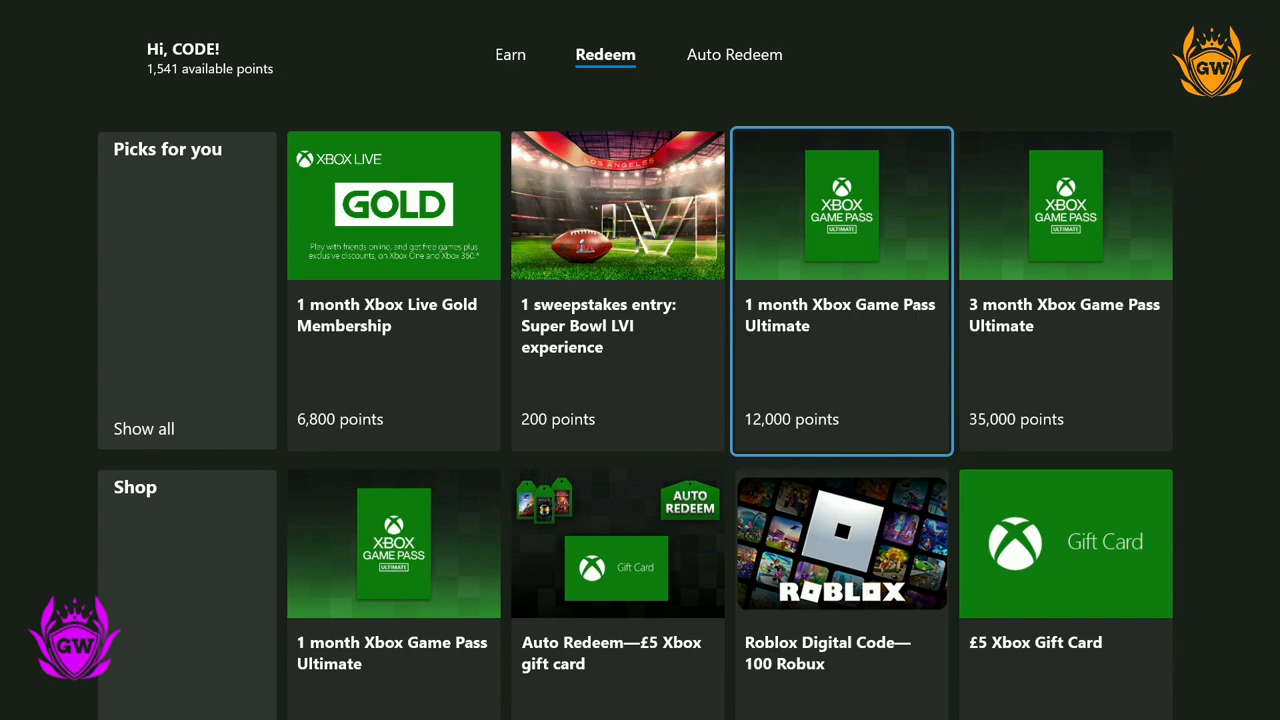 Hi, CODE!
1,541 available points
Earn
Redeem
Auto Redeem
GW
Picks for you
Show all
XBOX LIVE
GOLD
Play with friends online, and get free games plus
exclusive discounts, on Xbox One and Xbox 360.*
1 month Xbox Live Gold
Membership
6,800 points
LOS ANGELES
LVI
1 sweepstakes entry:
Super Bowl LVI
experience
200 points
XBOX
GAME PASS
ULTIMATE
1 month Xbox Game Pass
Ultimate
12,000 points
XBOX
GAME PASS
ULTIMATE
3 month Xbox Game Pass
Ultimate
35,000 points
Shop
GW
XBOX
GAME PASS
ULTIMATE
1 month Xbox Game Pass
Ultimate
AUTO
REDEEM
Gift Card
Auto Redeem—£5 Xbox
gift card
ROBLOX
Roblox Digital Code—
100 Robux
Gift Card
£5 Xbox Gift Card